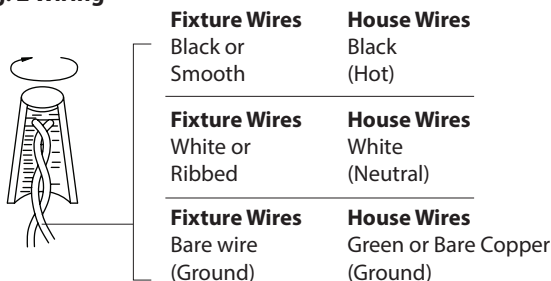 Wiring
Fixture Wires House Wires
Black or Black
Smooth (Hot)
Fixture Wires House Wires
White or White
Ribbed (Neutral)
Fixture Wires House Wires
Bare wire Green or Bare Copper
(Ground) (Ground)